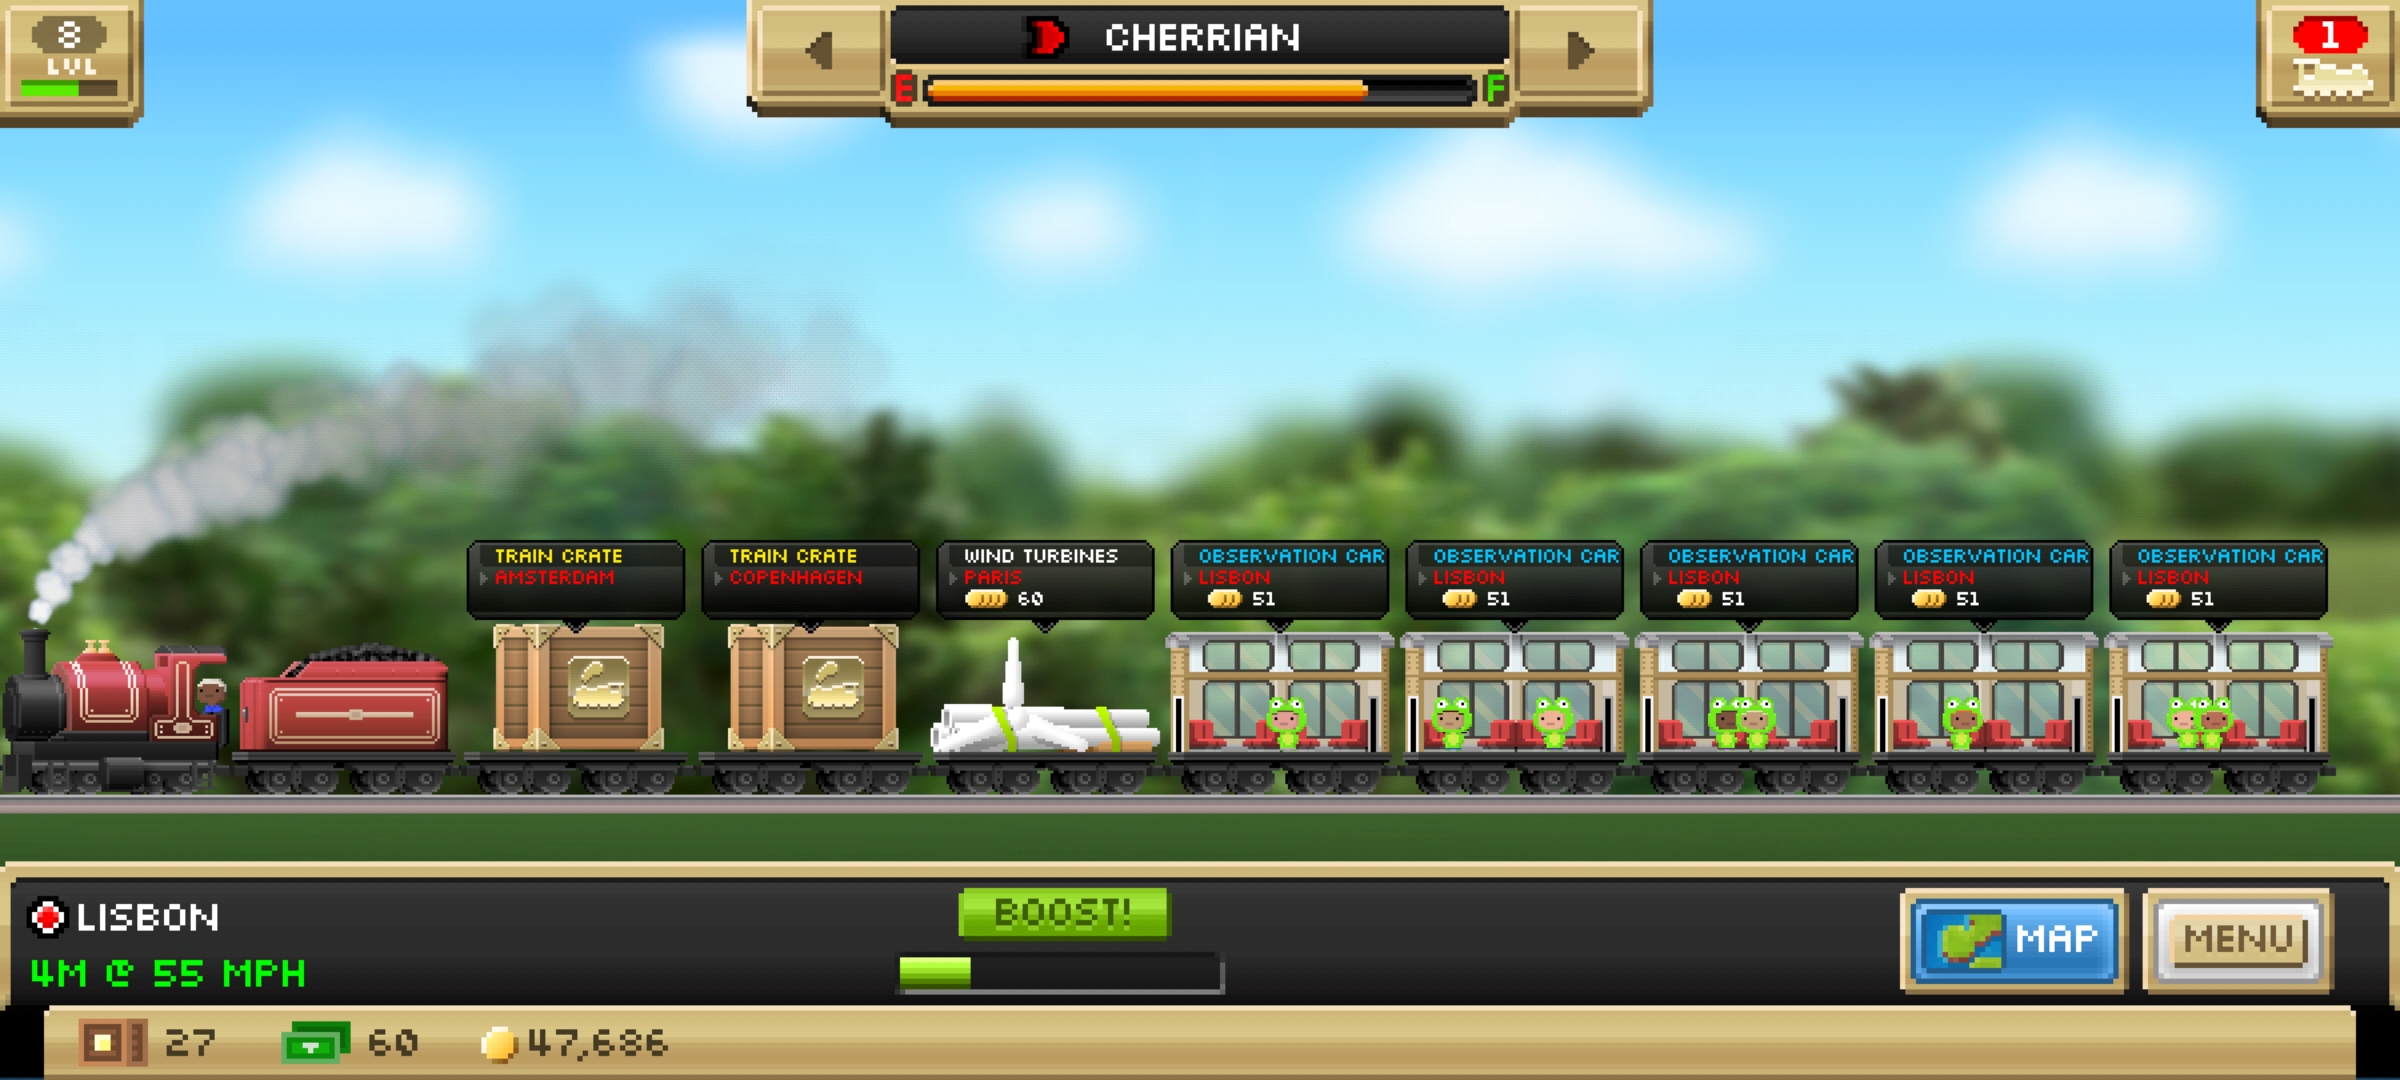 8
LVL
CHERRIAN
E F
1
TRAIN CRATE
AMSTERDAM
TRAIN CRATE
COPENHAGEN
WIND TURBINES
PARIS
60
OBSERVATION CAR
LISBON
51
OBSERVATION CAR
LISBON
51
OBSERVATION CAR
LISBON
51
OBSERVATION CAR
LISBON
51
OBSERVATION CAR
LISBON
51
LISBON
4M @ 55 MPH
BOOST!
MAP
MENU
27
60
47,686